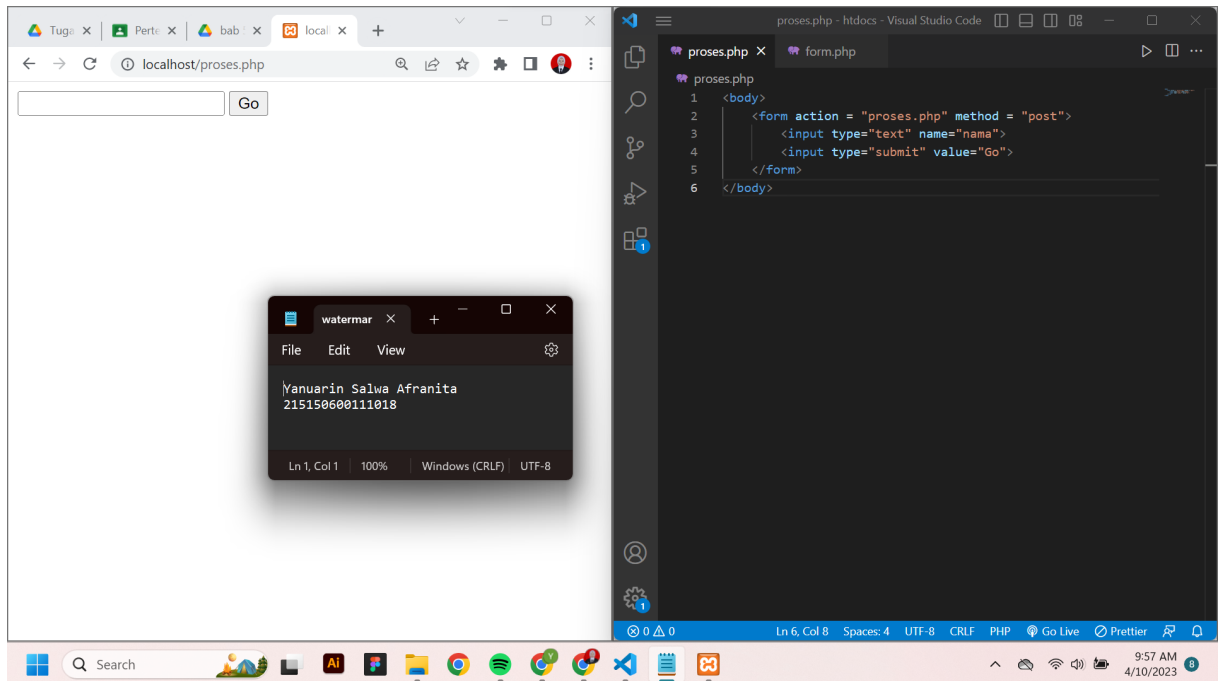 Tuga
Perte
bab
local
localhost/proses.php
Go
proses.php - htdocs - Visual Studio Code
proses.php
form.php
proses.php
1 <body>
2 <form action = "proses.php" method = "post">
3 <input type="text" name="nama">
4 <input type="submit" value="Go">
5 </form>
6 </body>
1
1
watermar
File Edit View
Yanuarin Salwa Afranita
215150600111018
Ln 1, Col 1 100% Windows (CRLF) UTF-8
0 0 Ln 6, Col 8 Spaces: 4 UTF-8 CRLF PHP Go Live Prettier
Search
Ai
Y
9:57 AM
4/10/2023
8